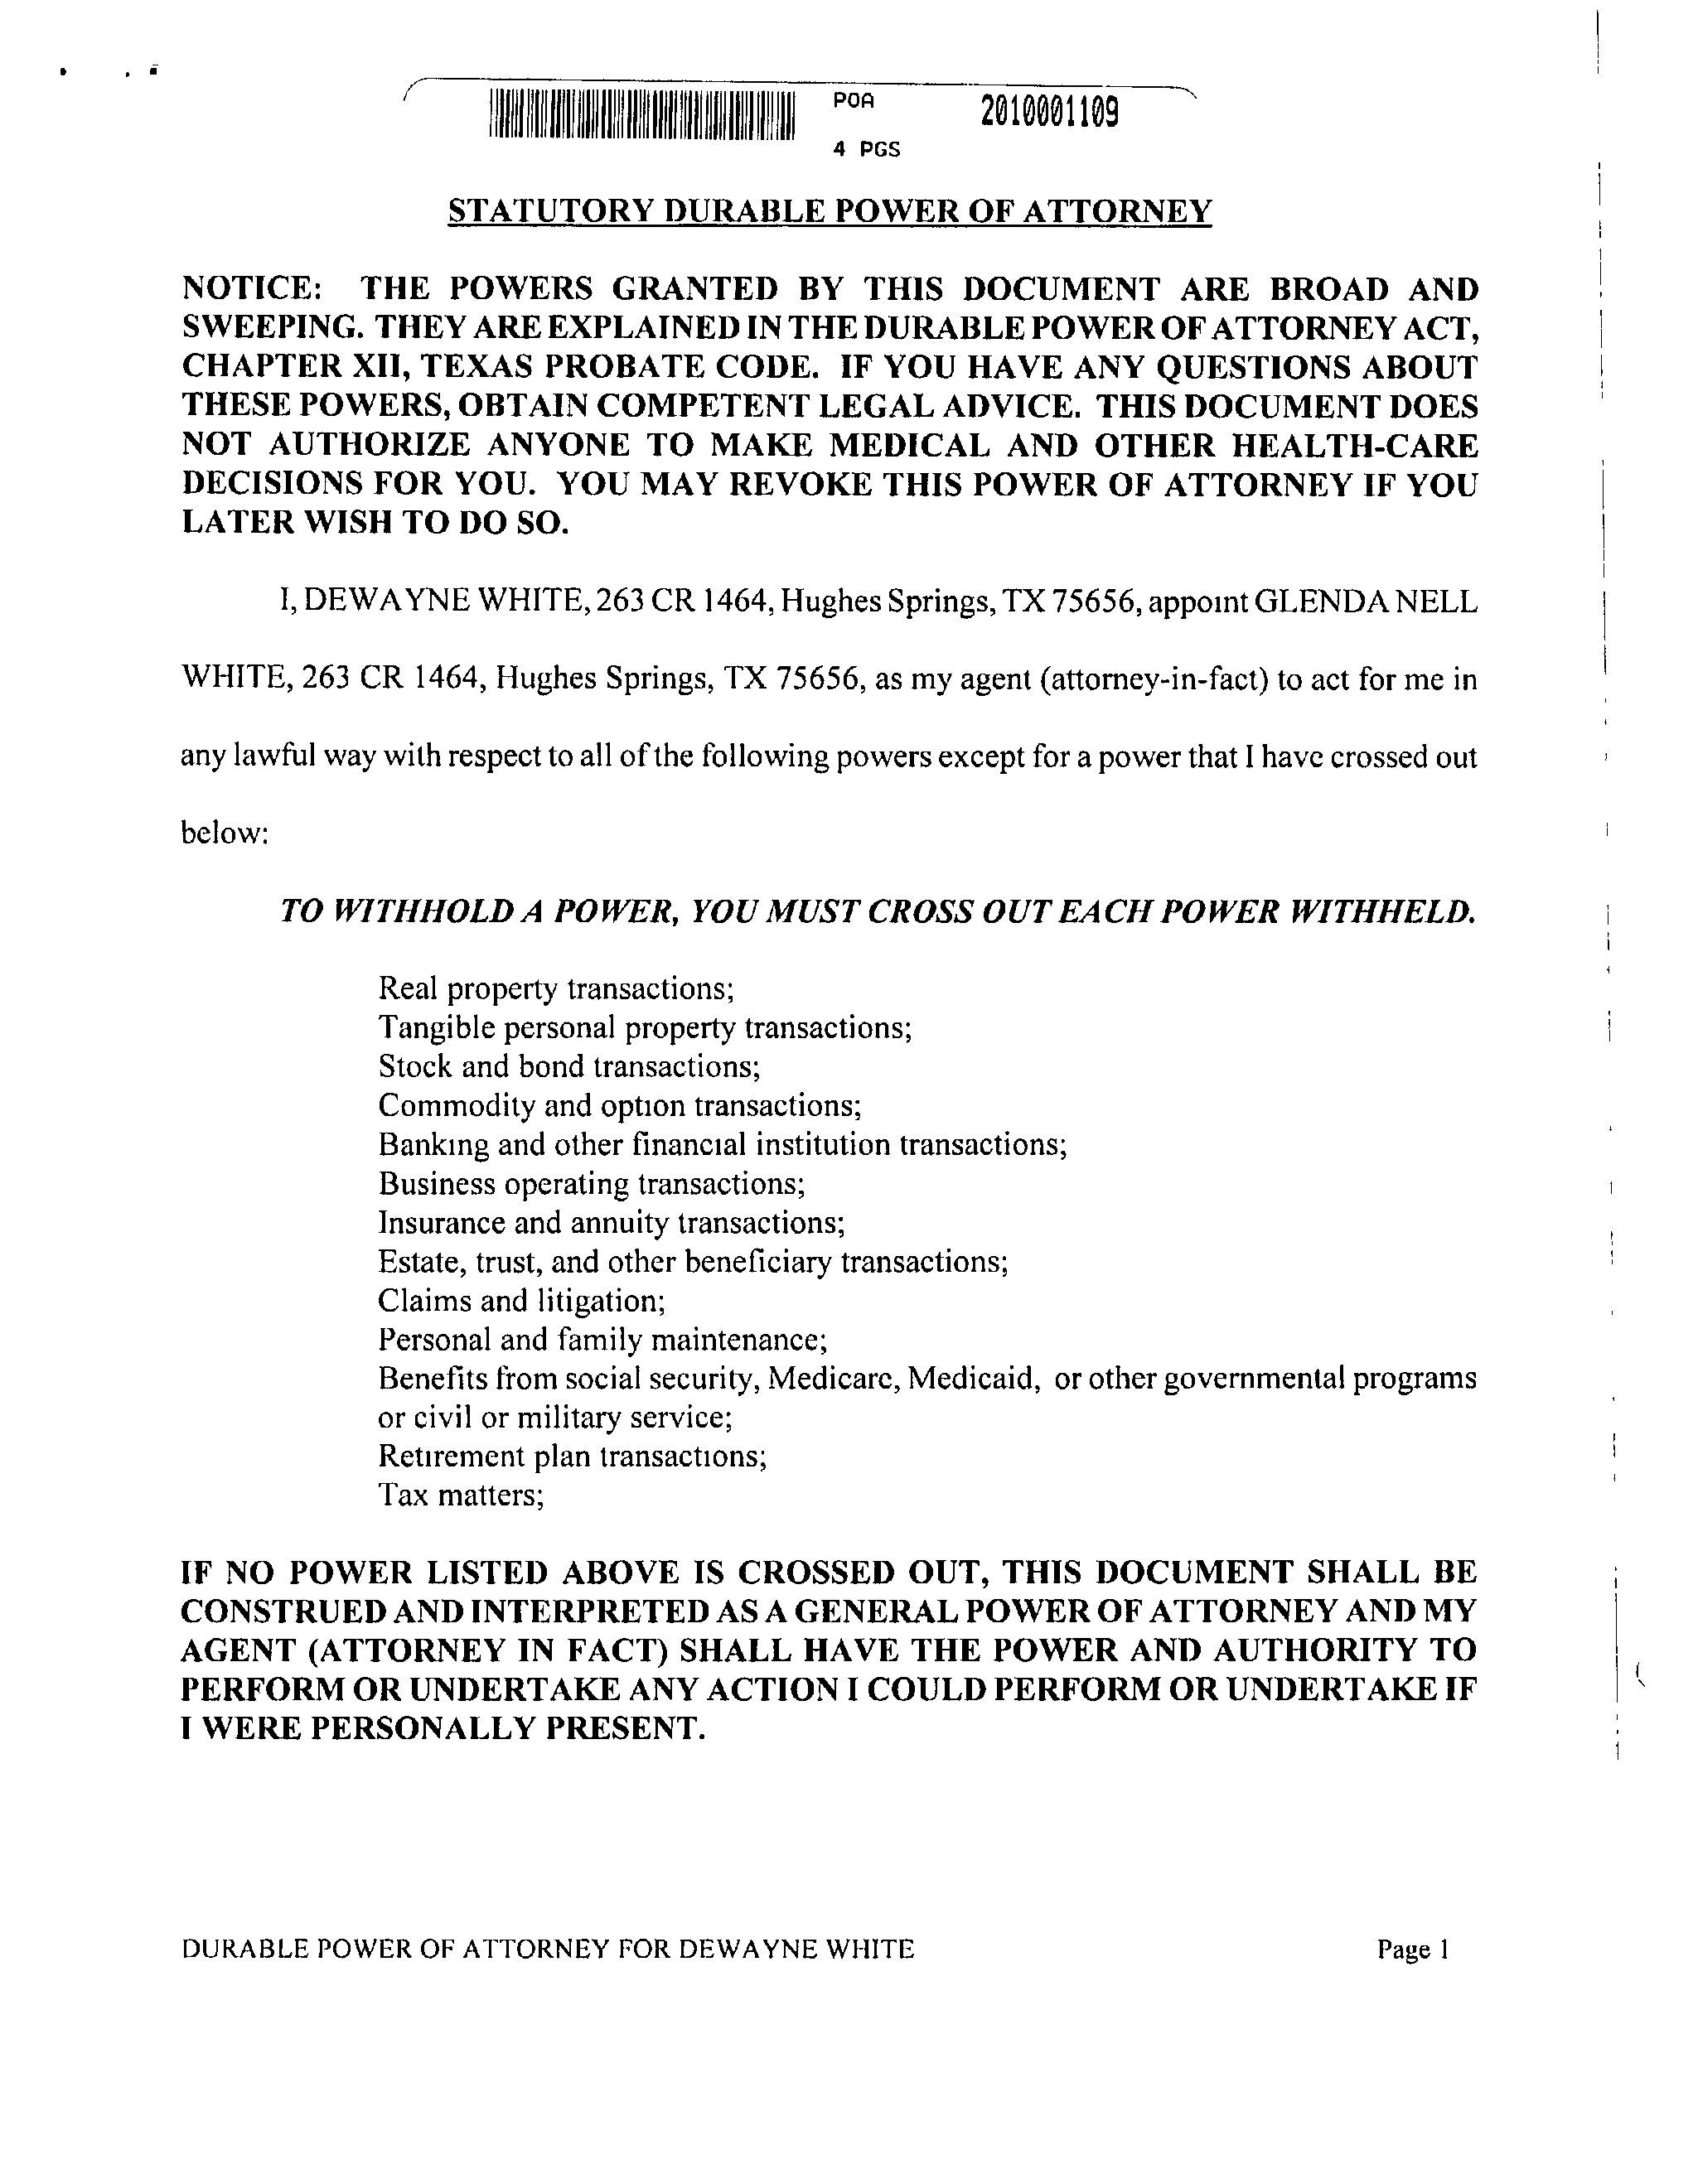 POA 2010001109
4 PGS
STATUTORY DURABLE POWER OF ATTORNEY
NOTICE: THE POWERS GRANTED BY THIS DOCUMENT ARE BROAD AND
SWEEPING. THEY ARE EXPLAINED IN THE DURABLE POWER OF ATTORNEY ACT,
CHAPTER XII, TEXAS PROBATE CODE. IF YOU HAVE ANY QUESTIONS ABOUT
THESE POWERS, OBTAIN COMPETENT LEGAL ADVICE. THIS DOCUMENT DOES
NOT AUTHORIZE ANYONE TO MAKE MEDICAL AND OTHER HEALTH-CARE
DECISIONS FOR YOU. YOU MAY REVOKE THIS POWER OF ATTORNEY IF YOU
LATER WISH TO DO SO.
I, DEWAYNE WHITE, 263 CR 1464, Hughes Springs, TX 75656, appoint GLENDA NELL
WHITE, 263 CR 1464, Hughes Springs, TX 75656, as my agent (attorney-in-fact) to act for me in
any lawful way with respect to all of the following powers except for a power that I have crossed out
below:
TO WITHHOLD A POWER, YOU MUST CROSS OUT EACH POWER WITHHELD.
Real property transactions;
Tangible personal property transactions;
Stock and bond transactions;
Commodity and option transactions;
Banking and other financial institution transactions;
Business operating transactions;
Insurance and annuity transactions;
Estate, trust, and other beneficiary transactions;
Claims and litigation;
Personal and family maintenance;
Benefits from social security, Medicare, Medicaid, or other governmental programs
or civil or military service;
Retirement plan transactions;
Tax matters;
IF NO POWER LISTED ABOVE IS CROSSED OUT, THIS DOCUMENT SHALL BE
CONSTRUED AND INTERPRETED AS A GENERAL POWER OF ATTORNEY AND MY
AGENT (ATTORNEY IN FACT) SHALL HAVE THE POWER AND AUTHORITY TO
PERFORM OR UNDERTAKE ANY ACTION I COULD PERFORM OR UNDERTAKE IF
I WERE PERSONALLY PRESENT.
DURABLE POWER OF ATTORNEY FOR DEWAYNE WHITE Page 1